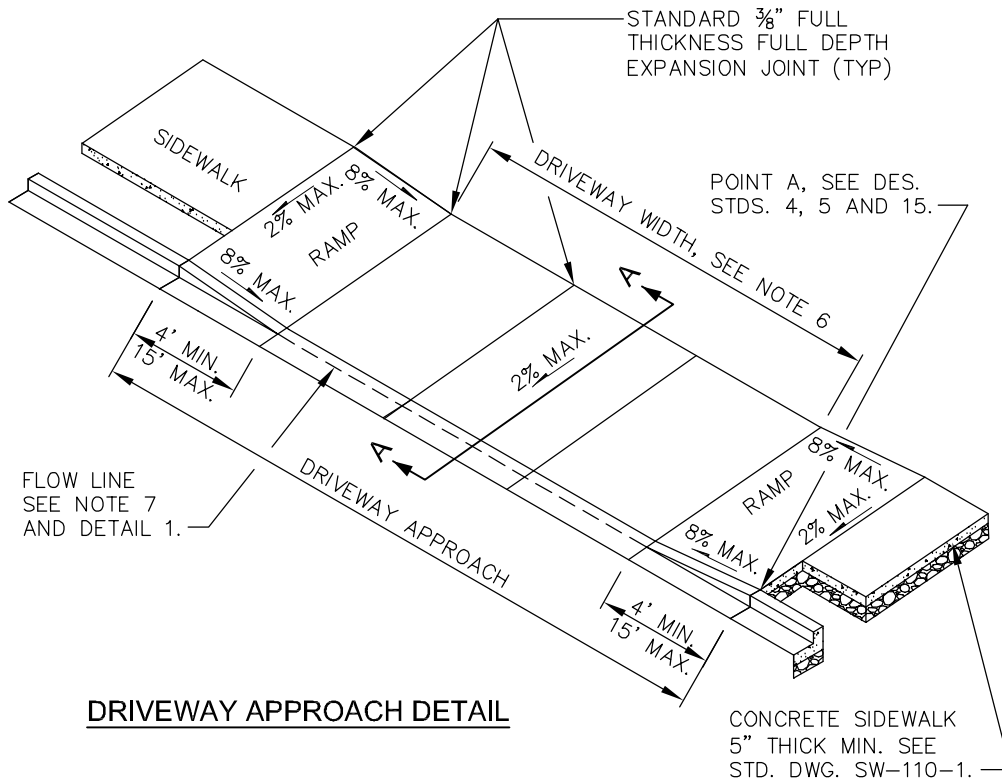 STANDARD 3/8" FULL
THICKNESS FULL DEPTH
EXPANSION JOINT (TYP)
SIDEWALK
2% MAX.
8% MAX.
RAMP
8% MAX.
DRIVEWAY WIDTH, SEE NOTE 6
POINT A, SEE DES.
STDS. 4, 5 AND 15.
A
2% MAX.
A
4' MIN.
15' MAX.
FLOW LINE
SEE NOTE 7
AND DETAIL 1.
DRIVEWAY APPROACH
8% MAX.
RAMP
2% MAX.
8% MAX.
4' MIN.
15' MAX.
DRIVEWAY APPROACH DETAIL
CONCRETE SIDEWALK
5" THICK MIN. SEE
STD. DWG. SW-110-1.